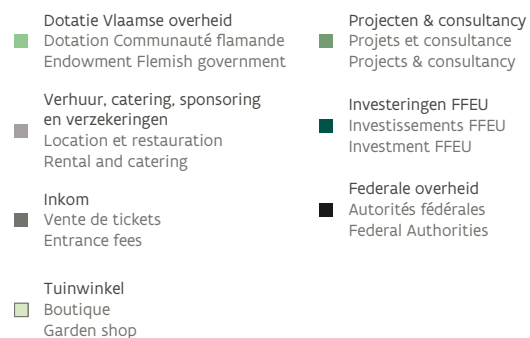 Dotatie Vlaamse overheid
Dotation Communauté flamande
Endowment Flemish government
Verhuur, catering, sponsoring
en verzekeringen
Location et restauration
Rental and catering
Inkom
Vente de tickets
Entrance fees
Tuinwinkel
Boutique
Garden shop
Projecten & consultancy
Projets et consultance
Projects & consultancy
Investeringen FFEU
Investissements FFEU
Investment FFEU
Federale overheid
Autorités fédérales
Federal Authorities